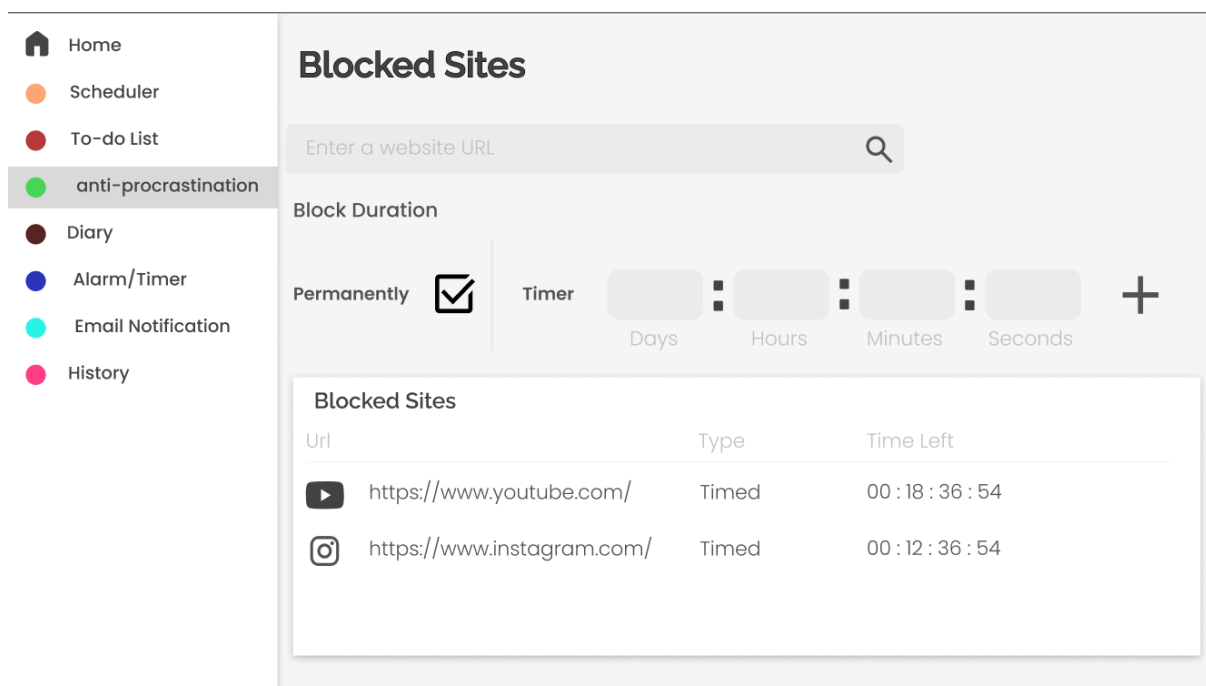 Home
Scheduler
To-do List
anti-procrastination
Diary
Alarm/Timer
Email Notification
History
Blocked Sites
Enter a website URL
Block Duration
Permanently
Timer
: : :
Days Hours Minutes Seconds
Blocked Sites
Url Type Time Left
https://www.youtube.com/ Timed 00 : 18 : 36 : 54
https://www.instagram.com/ Timed 00 : 12 : 36 : 54